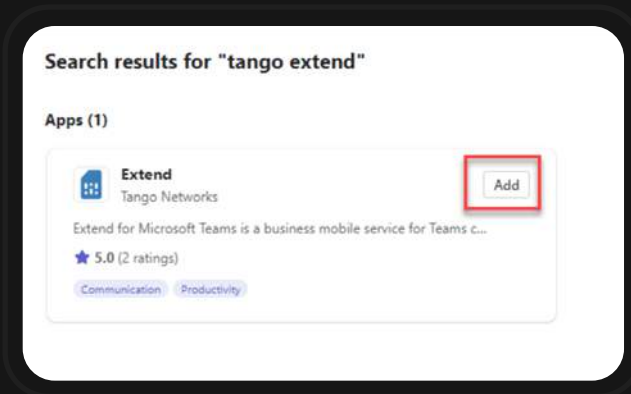 Search results for "tango extend"
Apps (1)
Extend
Add
Tango Networks
Extend for Microsoft Teams is a business mobile service for Teams c...
5.0 (2 ratings)
Communication Productivity